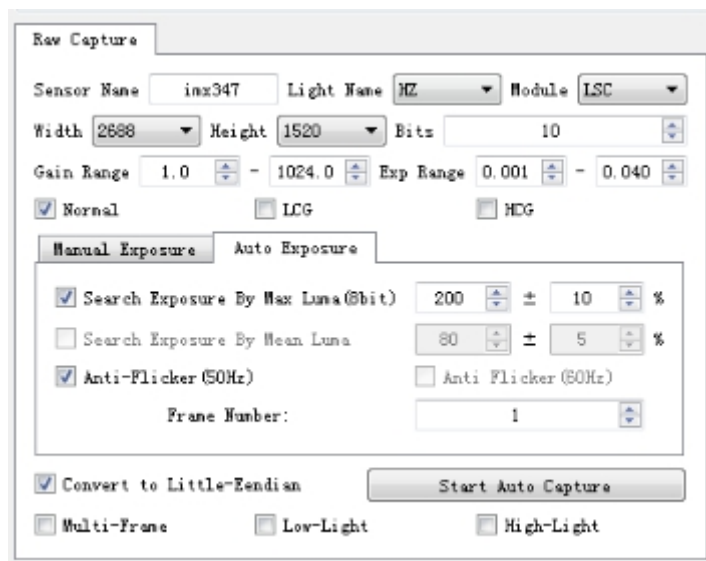 Raw Capture
Sensor Name imx347 Light Name HZ Module LSC
Width 2688 Height 1520 Bits 10
Gain Range 1.0 - 1024.0 Exp Range 0.001 - 0.040
Normal LCG HCG
Manual Exposure Auto Exposure
Search Exposure By Max Luma(8bit) 200 ± 10 %
Search Exposure By Mean Luma 80 ± 5 %
Anti-Flicker(50Hz) Anti Flicker(60Hz)
Frame Number: 1
Convert to Little-Eendian Start Auto Capture
Multi-Frame Low-Light High-Light